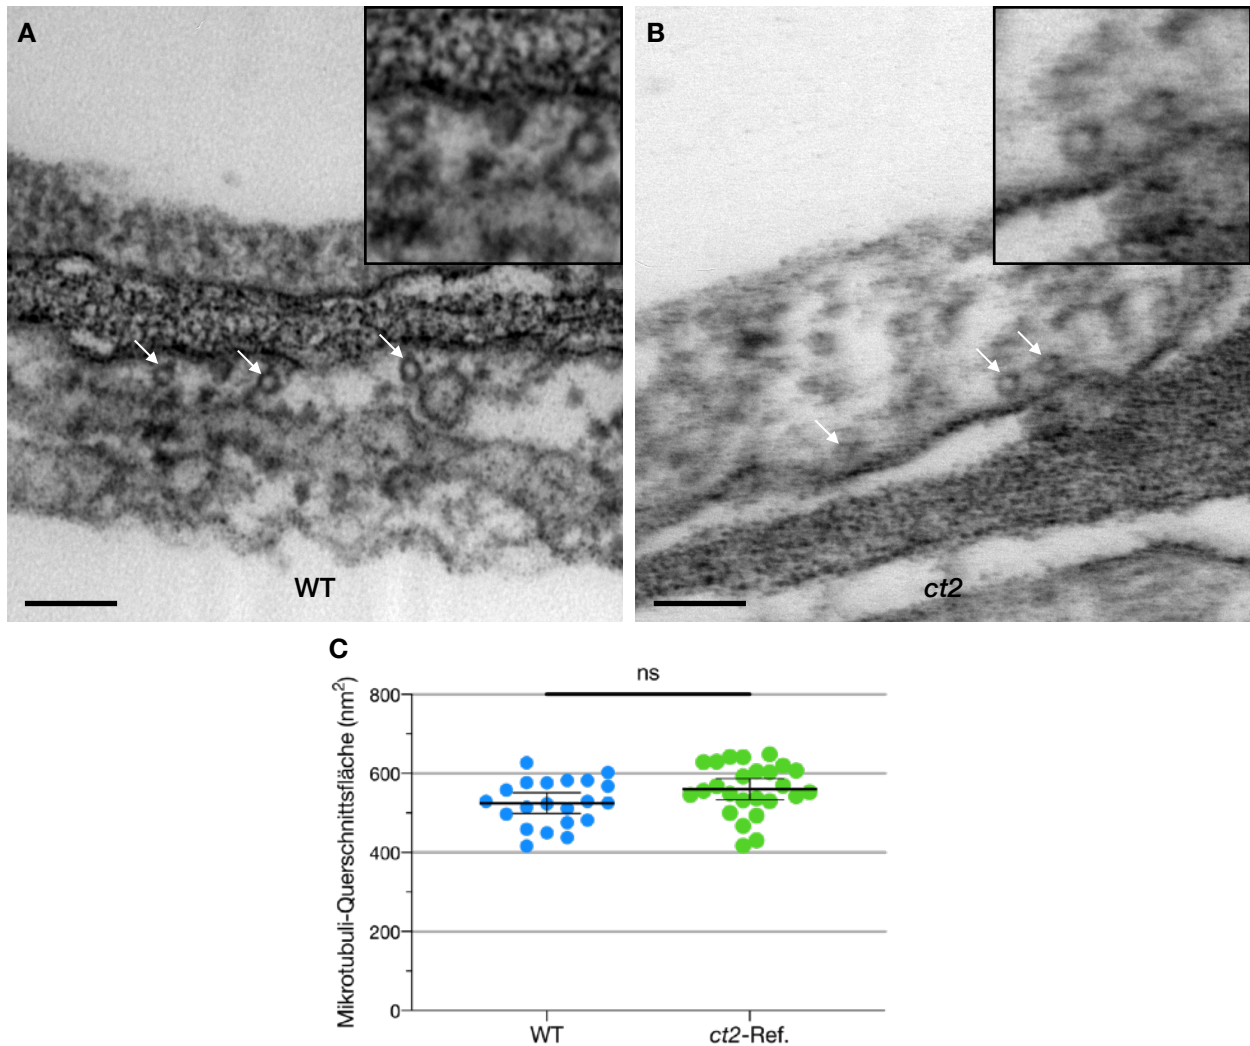 A
B
WT
ct2
C
ns
Mikrotubuli-Querschnittsfläche (nm²)
800
600
400
200
0
WT
ct2-Ref.